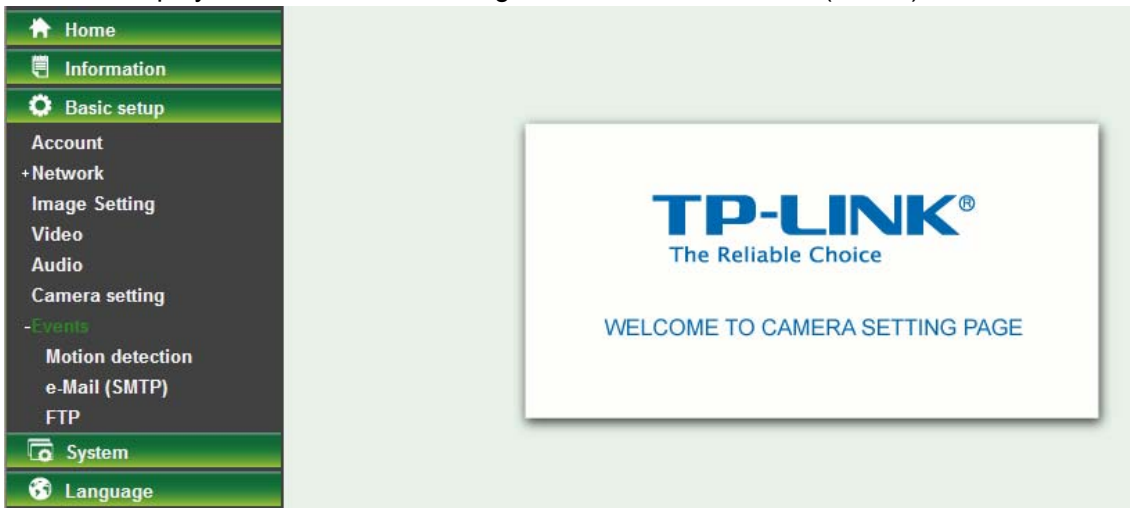 Home
Information
Basic setup
Account
+Network
Image Setting
Video
Audio
Camera setting
-Events
Motion detection
e-Mail (SMTP)
FTP
System
Language
TP-LINK®
The Reliable Choice
WELCOME TO CAMERA SETTING PAGE